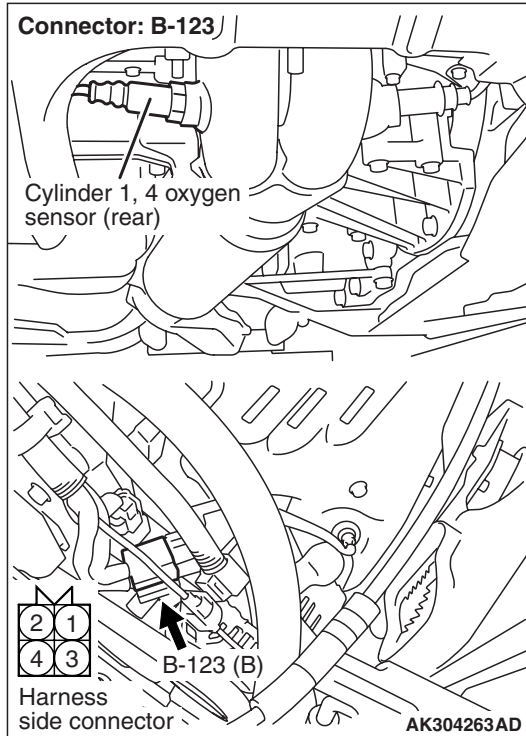 Connector: B-123
Cylinder 1, 4 oxygen
sensor (rear)
2 1
4 3
B-123 (B)
Harness
side connector
AK304263AD